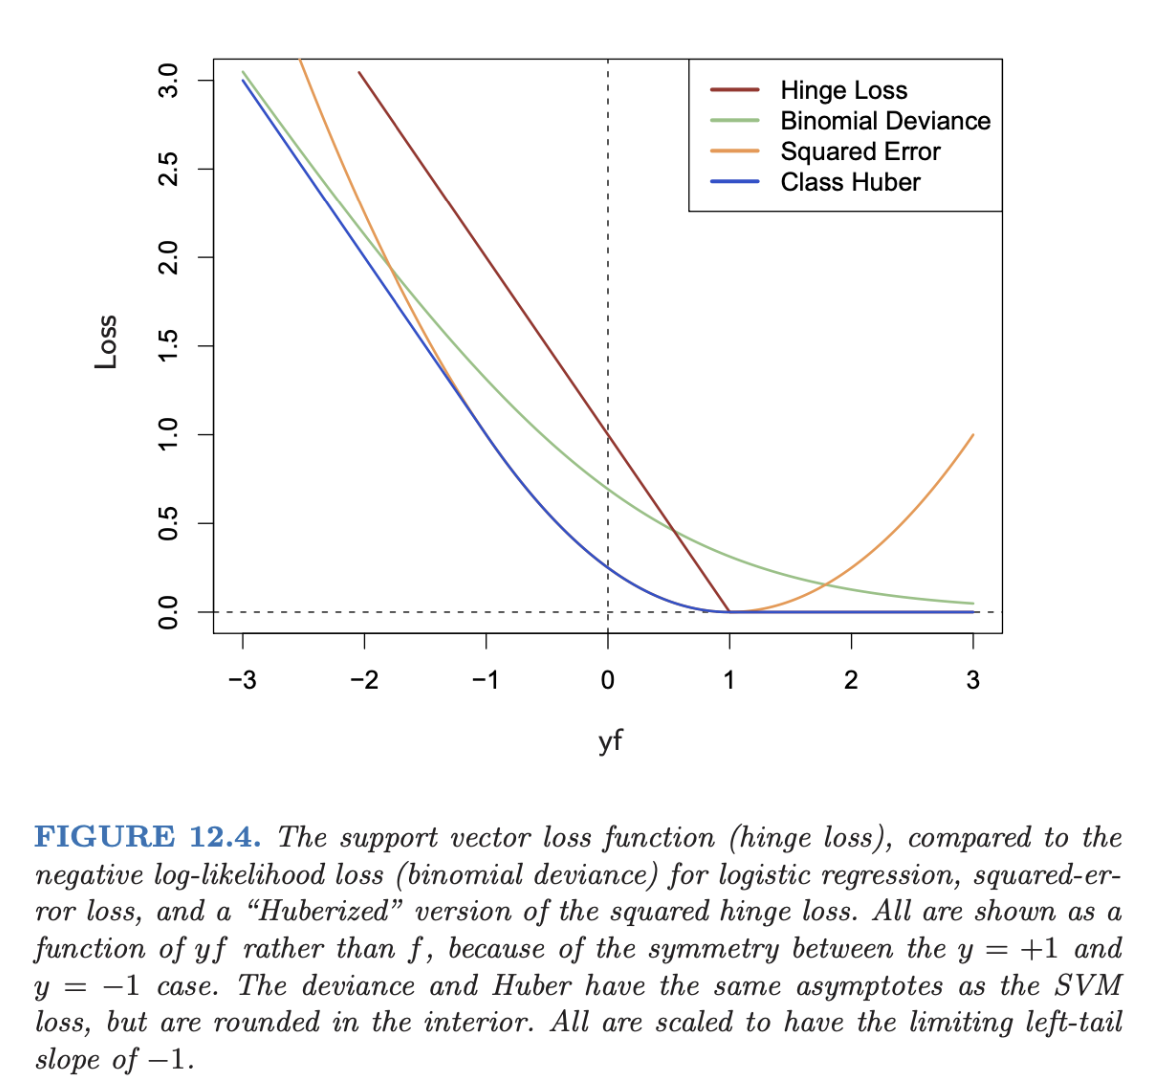 3.0
2.5
2.0
1.5
1.0
0.5
0.0
Loss
Hinge Loss
Binomial Deviance
Squared Error
Class Huber
−3 −2 −1 0 1 2 3
yf
FIGURE 12.4. The support vector loss function (hinge loss), compared to the
negative log-likelihood loss (binomial deviance) for logistic regression, squared-er-
ror loss, and a “Huberized” version of the squared hinge loss. All are shown as a
function of yf rather than f, because of the symmetry between the y = +1 and
y = −1 case. The deviance and Huber have the same asymptotes as the SVM
loss, but are rounded in the interior. All are scaled to have the limiting left-tail
slope of −1.